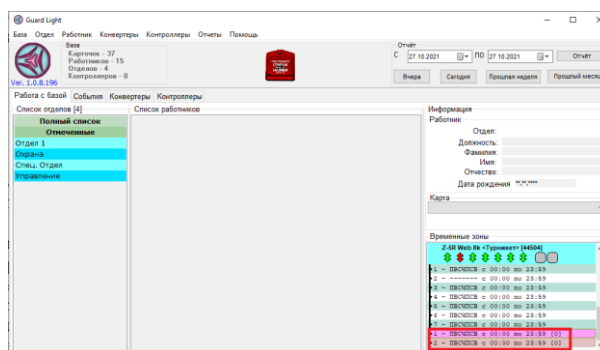 Guard Light
База Отдел Работник Конвертеры Контроллеры Отчеты Помощь
База
Карточек - 37
Работников - 15
Отделов - 4
Контроллеров - 8
Ver. 1.0.8.196
Отчёт
С 27.10.2021 ПО 27.10.2021 Отчёт
Вчера Сегодня Прошлая неделя Прошлый месяц
Работа с базой События Конвертеры Контроллеры
Список отделов [4]
Полный список
Отмеченные
Отдел 1
Охрана
Спец. Отдел
Управление
Список работников
Информация
Работник
Отдел:
Должность:
Фамилия:
Имя:
Отчество:
Дата рождения **.**.****
Карта
Временные зоны
Z-5R Web 8k <Турникет> [44504]
1 - ПВСЧПСВ с 00:00 по 23:59
2 - ------- с 00:00 по 23:59
3 - ПВСЧПСВ с 00:00 по 23:59
4 - ПВСЧПСВ с 00:00 по 23:59
5 - ПВСЧПСВ с 00:00 по 23:59
6 - ПВСЧПСВ с 00:00 по 23:59
7 - ПВСЧПСВ с 00:00 по 23:59
1 - ПВСЧПСВ с 00:00 по 23:59 [0]
2 - ПВСЧПСВ с 00:00 по 23:59 [0]